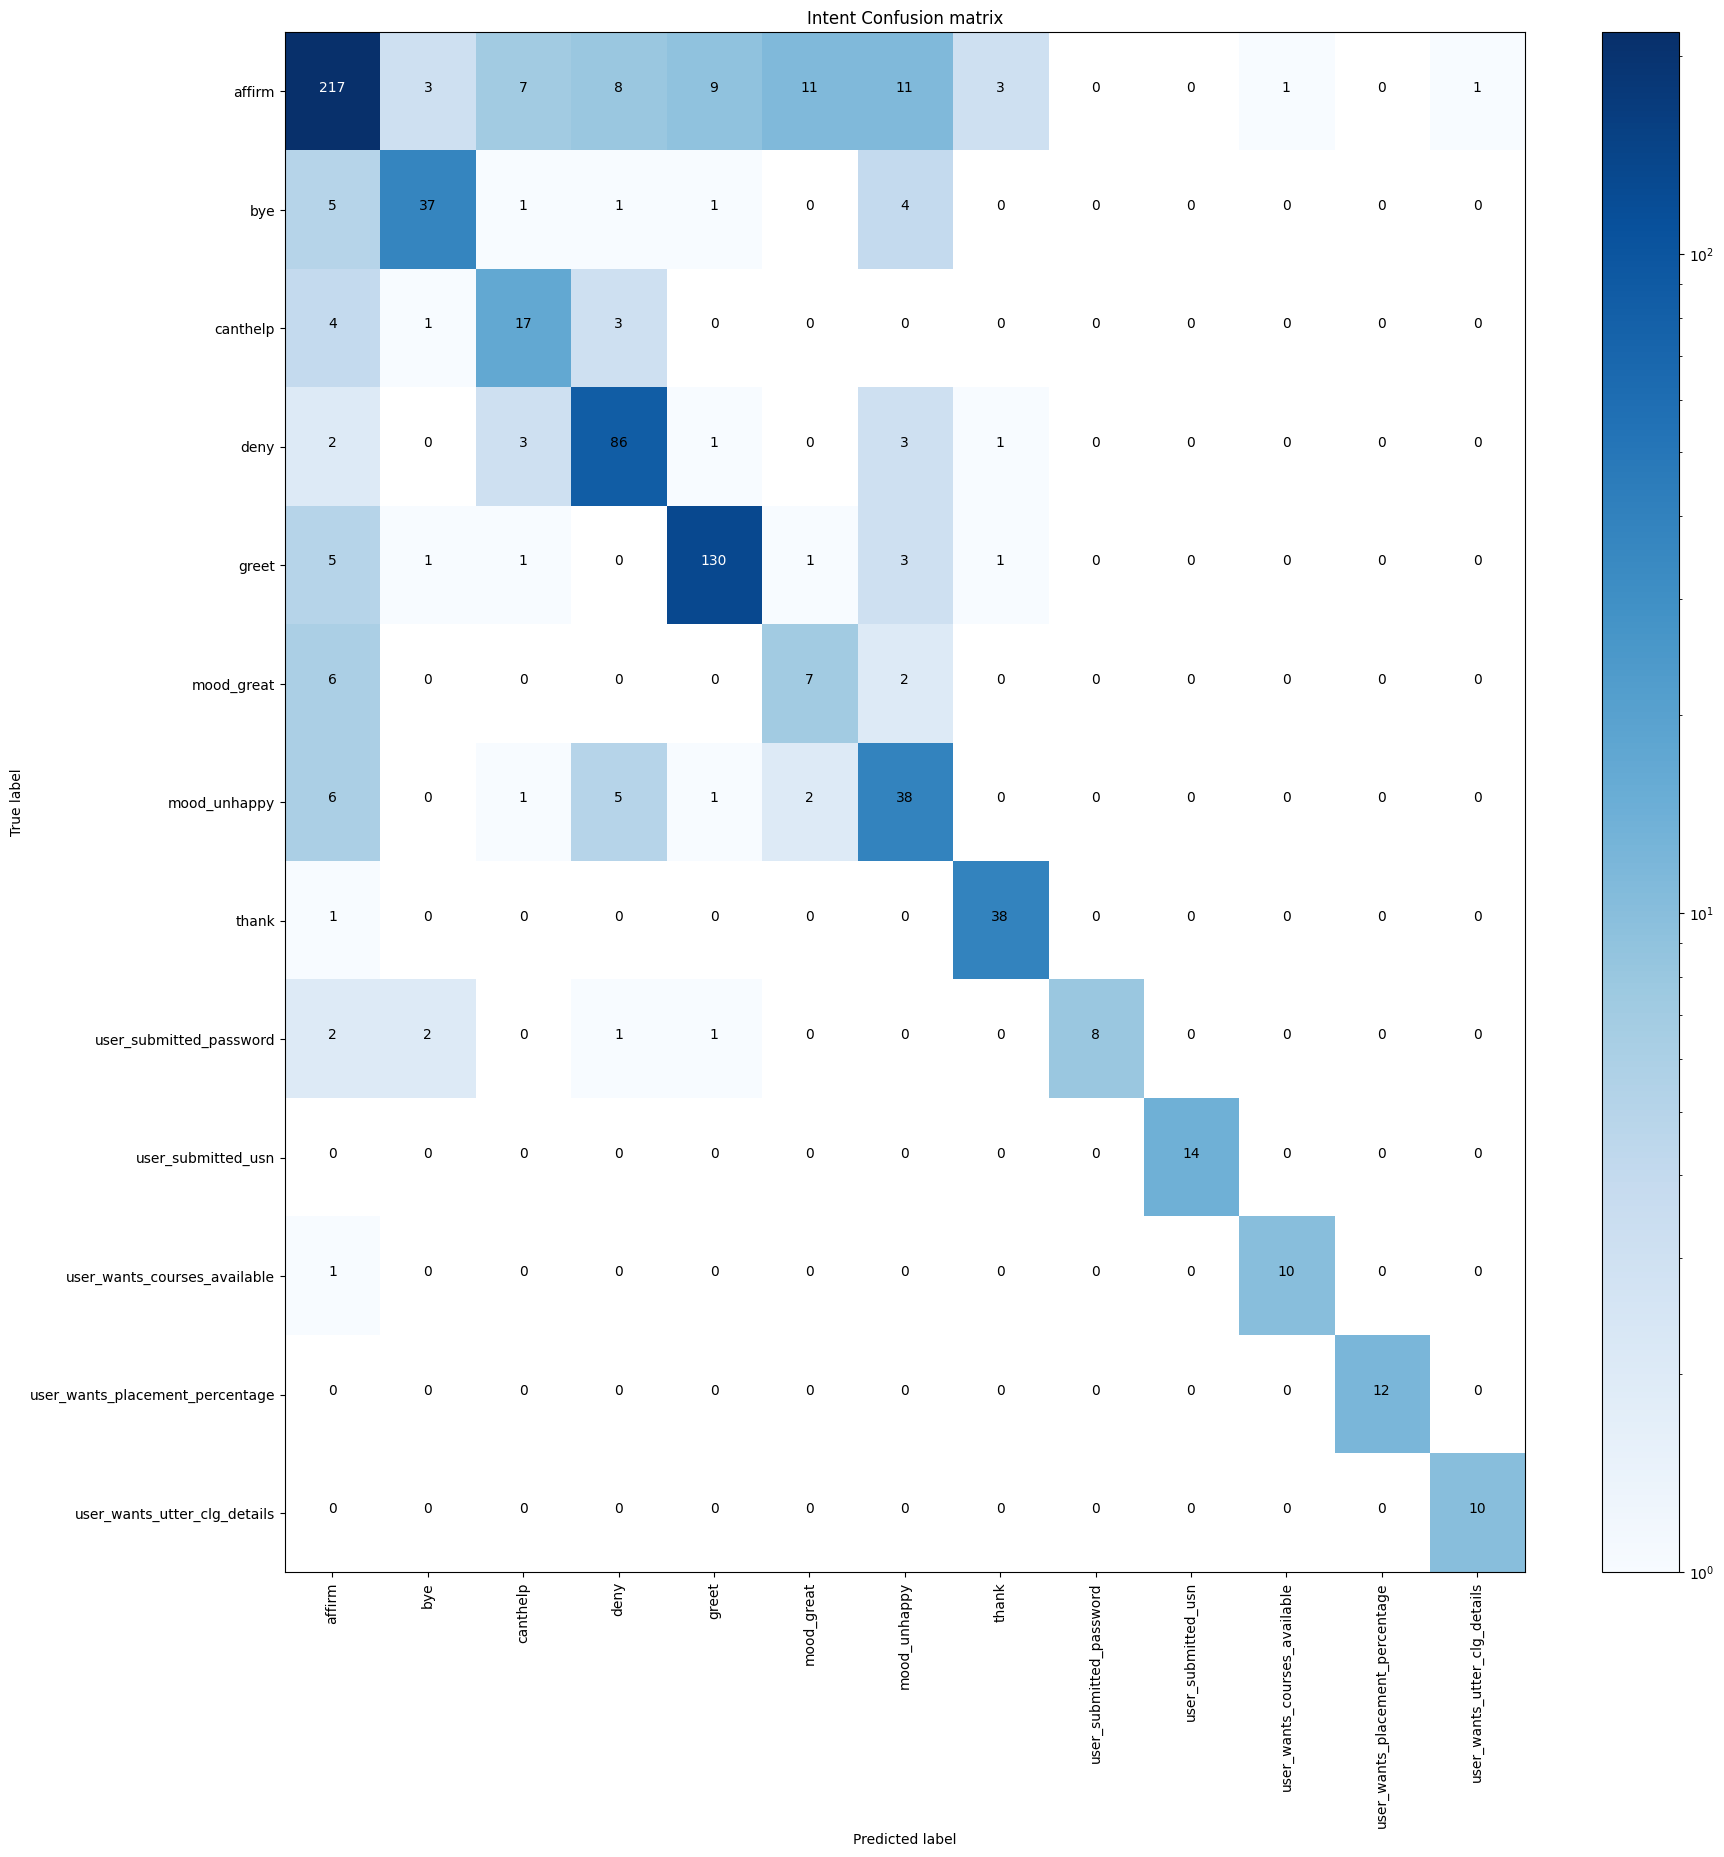 Intent Confusion matrix
affirm 217 3 7 8 9 11 11 3 0 0 1 0 1
bye 5 37 1 1 1 0 4 0 0 0 0 0 0
canthelp 4 1 17 3 0 0 0 0 0 0 0 0 0
deny 2 0 3 86 1 0 3 1 0 0 0 0 0
greet 5 1 1 0 130 1 3 1 0 0 0 0 0
mood_great 6 0 0 0 0 7 2 0 0 0 0 0 0
mood_unhappy 6 0 1 5 1 2 38 0 0 0 0 0 0
thank 1 0 0 0 0 0 0 38 0 0 0 0 0
user_submitted_password 2 2 0 1 1 0 0 0 8 0 0 0 0
user_submitted_usn 0 0 0 0 0 0 0 0 0 14 0 0 0
user_wants_courses_available 1 0 0 0 0 0 0 0 0 0 10 0 0
user_wants_placement_percentage 0 0 0 0 0 0 0 0 0 0 0 12 0
user_wants_utter_clg_details 0 0 0 0 0 0 0 0 0 0 0 0 10
True label
affirm
bye
canthelp
deny
greet
mood_great
mood_unhappy
thank
user_submitted_password
user_submitted_usn
user_wants_courses_available
user_wants_placement_percentage
user_wants_utter_clg_details
Predicted label
10²
10¹
10⁰